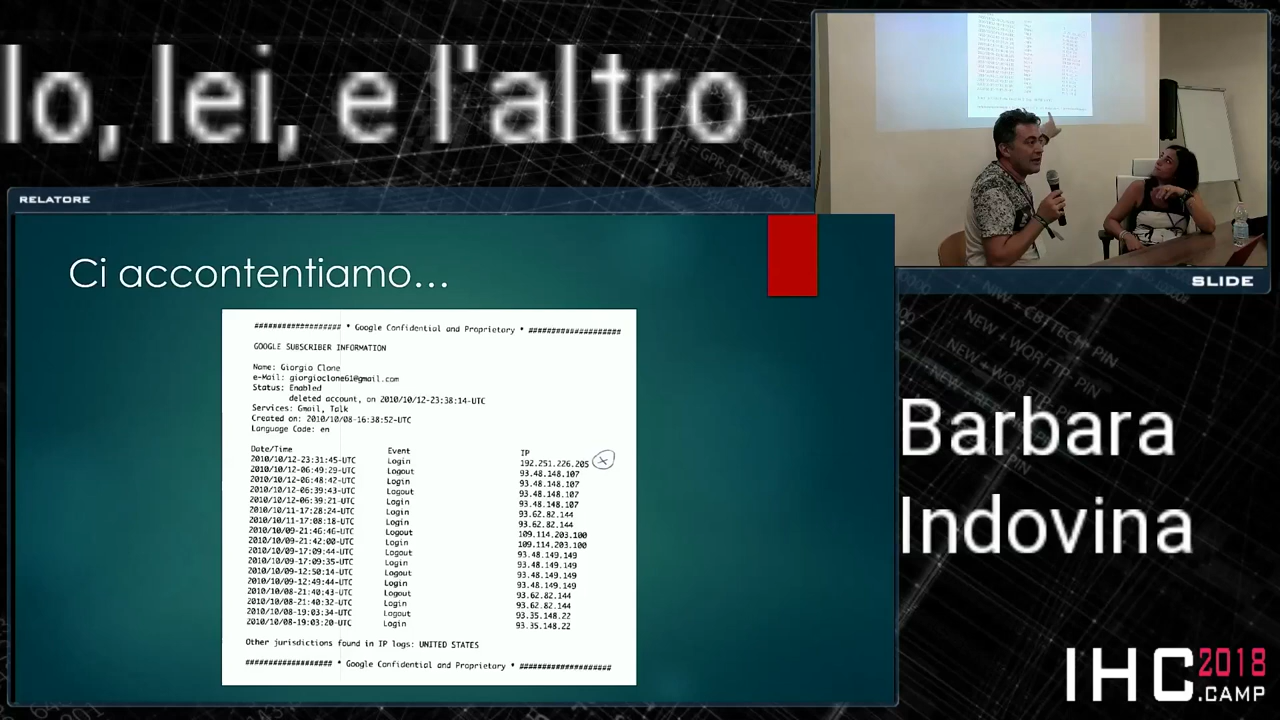 Io, lei, e l'altro
RELATORE
Ci accontentiamo...
################## * Google Confidential and Proprietary * ###################
GOOGLE SUBSCRIBER INFORMATION
Name: Giorgio Clone
e-Mail: giorgioclone61@gmail.com
Status: Enabled
deleted account, on 2010/10/12-23:38:14-UTC
Services: Gmail, Talk
Created on: 2010/10/08-16:38:52-UTC
Language Code: en
Date/Time Event IP
2010/10/12-23:31:45-UTC Login 192.251.226.205
2010/10/12-06:49:29-UTC Logout 93.48.148.107
2010/10/12-06:48:42-UTC Login 93.48.148.107
2010/10/12-06:39:43-UTC Logout 93.48.148.107
2010/10/12-06:39:21-UTC Login 93.48.148.107
2010/10/11-17:28:24-UTC Login 93.62.82.144
2010/10/11-17:08:18-UTC Login 93.62.82.144
2010/10/09-21:46:46-UTC Logout 109.114.203.100
2010/10/09-21:42:00-UTC Login 109.114.203.100
2010/10/09-17:09:44-UTC Logout 93.48.149.149
2010/10/09-17:09:35-UTC Login 93.48.149.149
2010/10/09-12:50:14-UTC Logout 93.48.149.149
2010/10/09-12:49:44-UTC Login 93.48.149.149
2010/10/08-21:40:43-UTC Logout 93.62.82.144
2010/10/08-21:40:32-UTC Login 93.62.82.144
2010/10/08-19:03:34-UTC Logout 93.35.148.22
2010/10/08-19:03:20-UTC Login 93.35.148.22
Other jurisdictions found in IP logs: UNITED STATES
################## * Google Confidential and Proprietary * ###################
SLIDE
Barbara
Indovina
IHC 2018
.CAMP